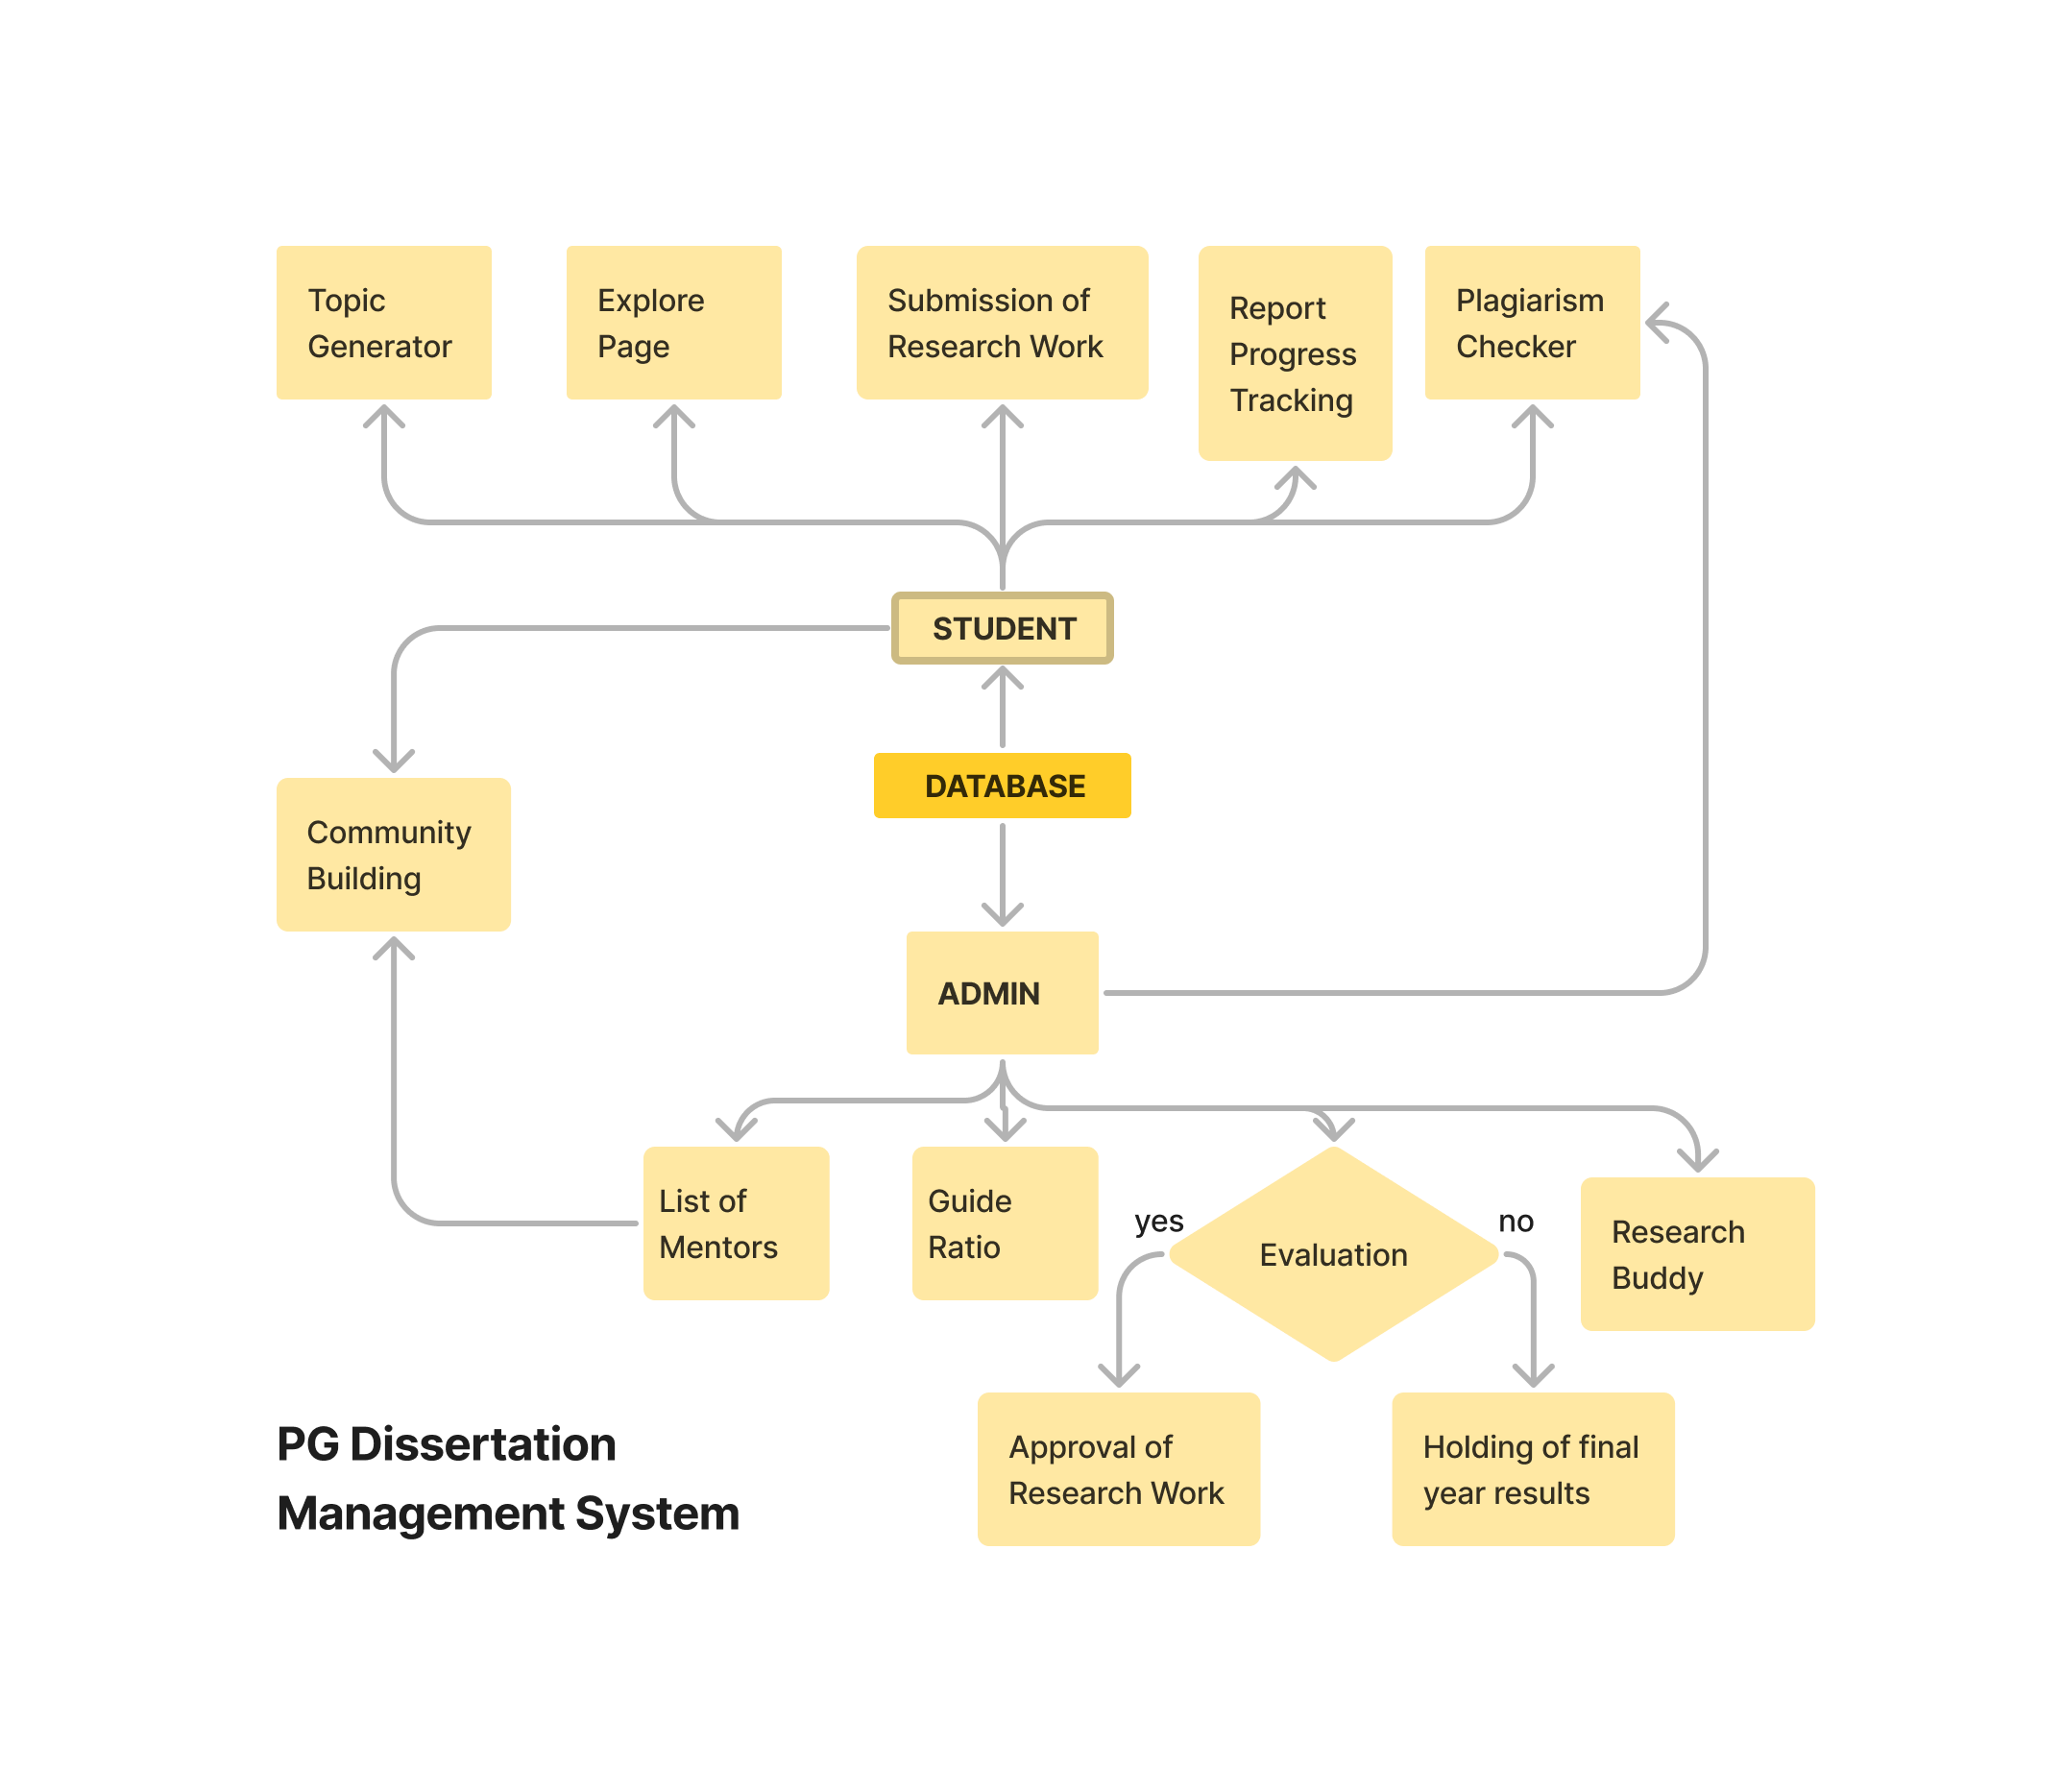 Topic
Generator
Explore
Page
Submission of
Research Work
Report
Progress
Tracking
Plagiarism
Checker
STUDENT
DATABASE
Community
Building
ADMIN
List of
Mentors
Guide
Ratio
yes
Evaluation
no
Research
Buddy
Approval of
Research Work
Holding of final
year results
PG Dissertation
Management System